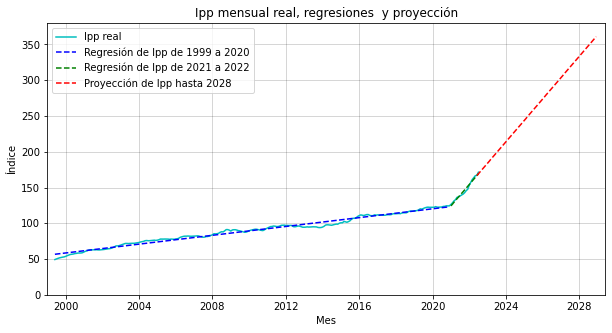 Ipp mensual real, regresiones  y proyección
Ipp real
Regresión de Ipp de 1999 a 2020
Regresión de Ipp de 2021 a 2022
Proyección de Ipp hasta 2028
Índice
350
300
250
200
150
100
50
0
2000 2004 2008 2012 2016 2020 2024 2028
Mes